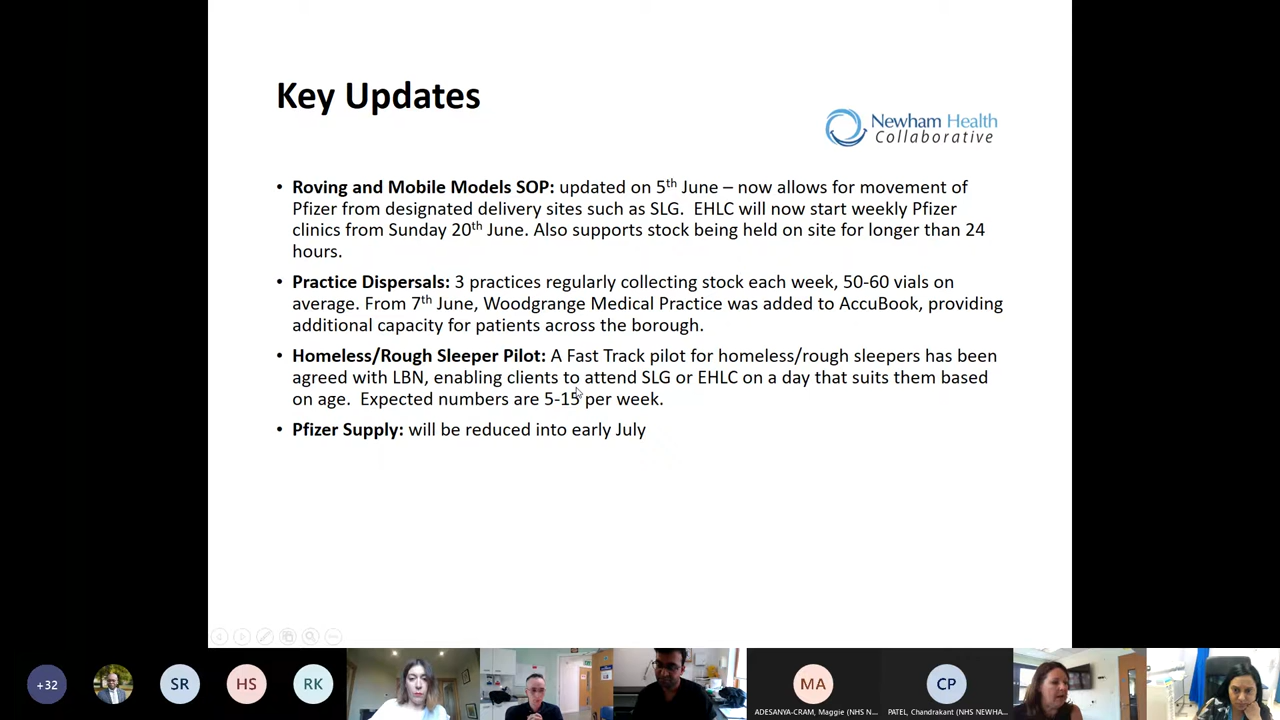 Key Updates
Newham Health
Collaborative
• Roving and Mobile Models SOP: updated on 5th June – now allows for movement of
Pfizer from designated delivery sites such as SLG.  EHLC will now start weekly Pfizer
clinics from Sunday 20th June. Also supports stock being held on site for longer than 24
hours.
• Practice Dispersals: 3 practices regularly collecting stock each week, 50-60 vials on
average. From 7th June, Woodgrange Medical Practice was added to AccuBook, providing
additional capacity for patients across the borough.
• Homeless/Rough Sleeper Pilot: A Fast Track pilot for homeless/rough sleepers has been
agreed with LBN, enabling clients to attend SLG or EHLC on a day that suits them based
on age.  Expected numbers are 5-15 per week.
• Pfizer Supply: will be reduced into early July
+32
SR
HS
RK
MA
ADESANYA-CRAM, Maggie (NHS N...
CP
PATEL, Chandrakant (NHS NEWHA...